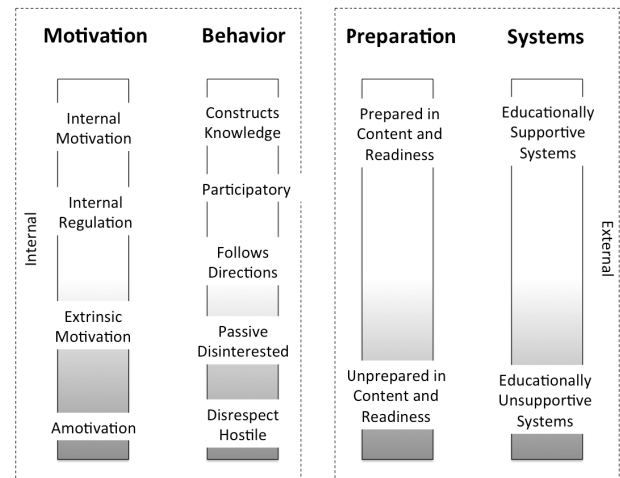 Motivation
Behavior
Preparation
Systems
Internal
Internal
Motivation
Internal
Regulation
Extrinsic
Motivation
Amotivation
Constructs
Knowledge
Participatory
Follows
Directions
Passive
Disinterested
Disrespect
Hostile
Prepared in
Content and
Readiness
Unprepared in
Content and
Readiness
Educationally
Supportive
Systems
Educationally
Unsupportive
Systems
External